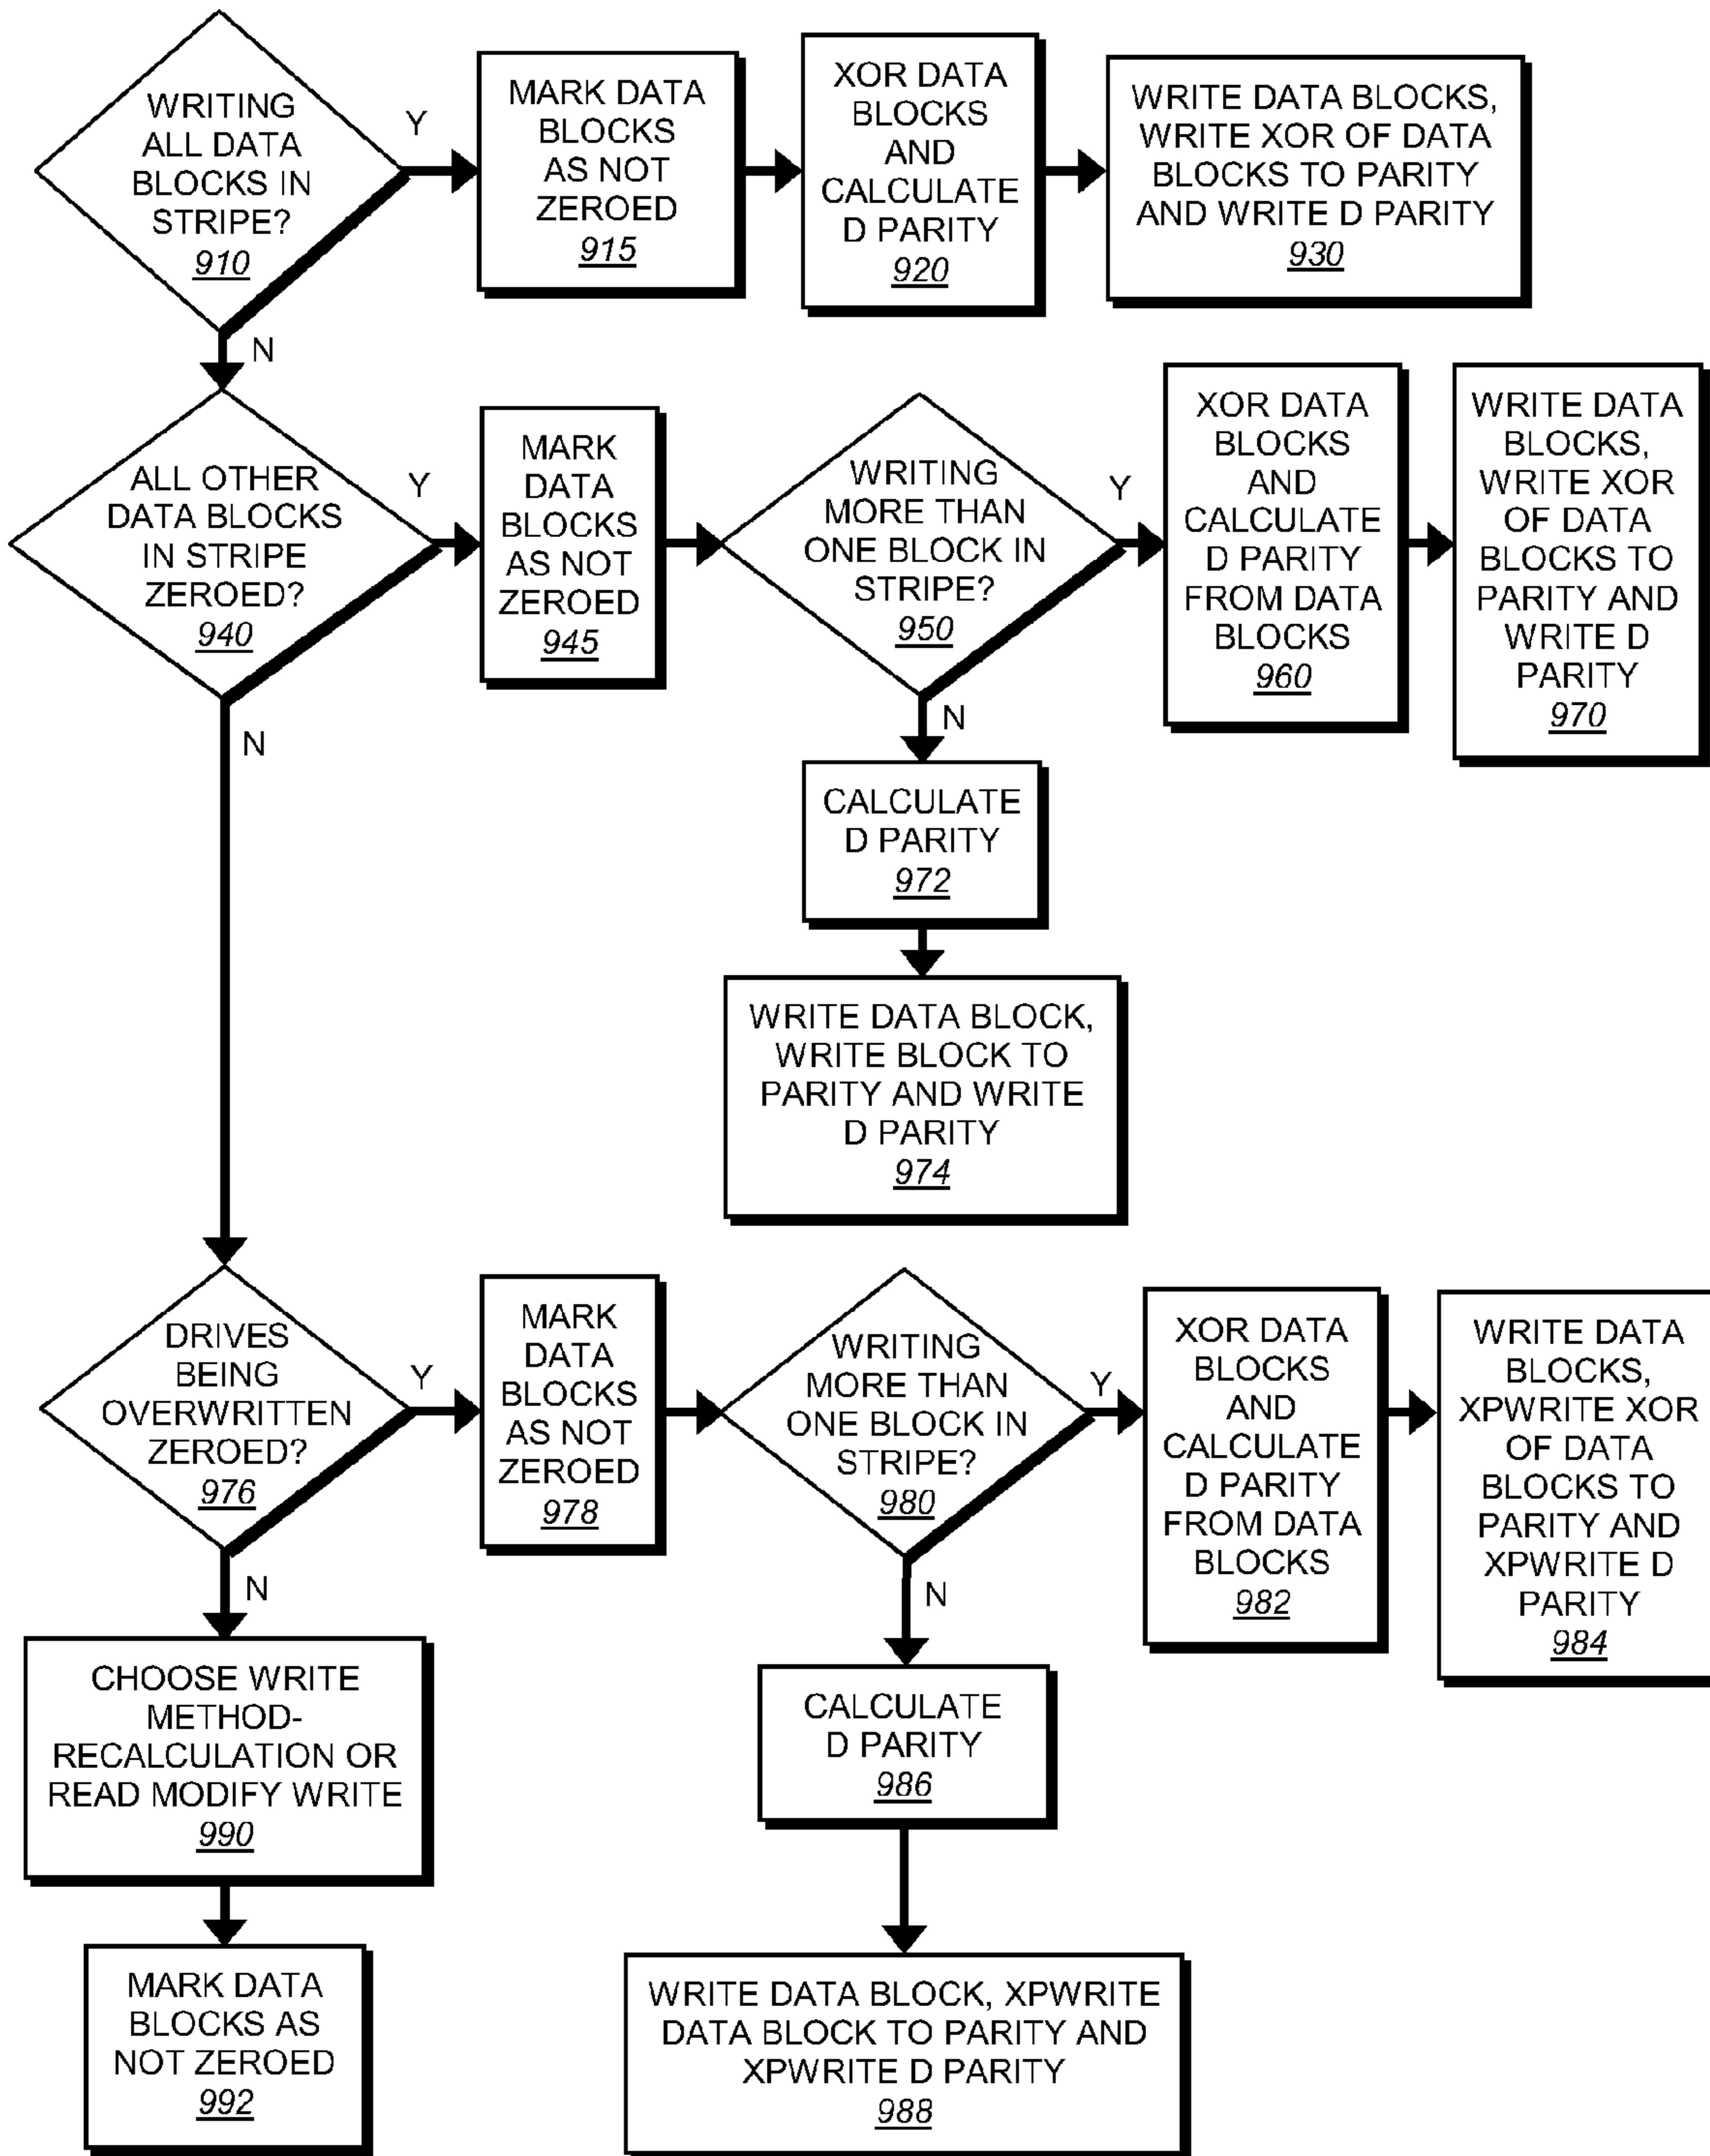 WRITING
ALL DATA
BLOCKS IN
STRIPE?
910
Y
N
MARK DATA
BLOCKS
AS NOT
ZEROED
915
XOR DATA
BLOCKS
AND
CALCULATE
D PARITY
920
WRITE DATA BLOCKS,
WRITE XOR OF DATA
BLOCKS TO PARITY
AND WRITE D PARITY
930
ALL OTHER
DATA BLOCKS
IN STRIPE
ZEROED?
940
Y
N
MARK
DATA
BLOCKS
AS NOT
ZEROED
945
WRITING
MORE THAN
ONE BLOCK IN
STRIPE?
950
Y
N
XOR DATA
BLOCKS
AND
CALCULATE
D PARITY
FROM DATA
BLOCKS
960
WRITE DATA
BLOCKS,
WRITE XOR
OF DATA
BLOCKS TO
PARITY AND
WRITE D
PARITY
970
CALCULATE
D PARITY
972
WRITE DATA BLOCK,
WRITE BLOCK TO
PARITY AND WRITE
D PARITY
974
DRIVES
BEING
OVERWRITTEN
ZEROED?
976
Y
N
MARK
DATA
BLOCKS
AS NOT
ZEROED
978
WRITING
MORE THAN
ONE BLOCK IN
STRIPE?
980
Y
N
XOR DATA
BLOCKS
AND
CALCULATE
D PARITY
FROM DATA
BLOCKS
982
WRITE DATA
BLOCKS,
XPWRITE XOR
OF DATA
BLOCKS TO
PARITY AND
XPWRITE D
PARITY
984
CALCULATE
D PARITY
986
WRITE DATA BLOCK, XPWRITE
DATA BLOCK TO PARITY AND
XPWRITE D PARITY
988
CHOOSE WRITE
METHOD-
RECALCULATION OR
READ MODIFY WRITE
990
MARK DATA
BLOCKS AS
NOT ZEROED
992